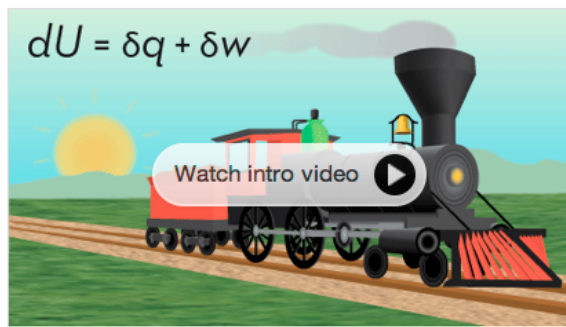 dU = δq + δw
Watch intro video